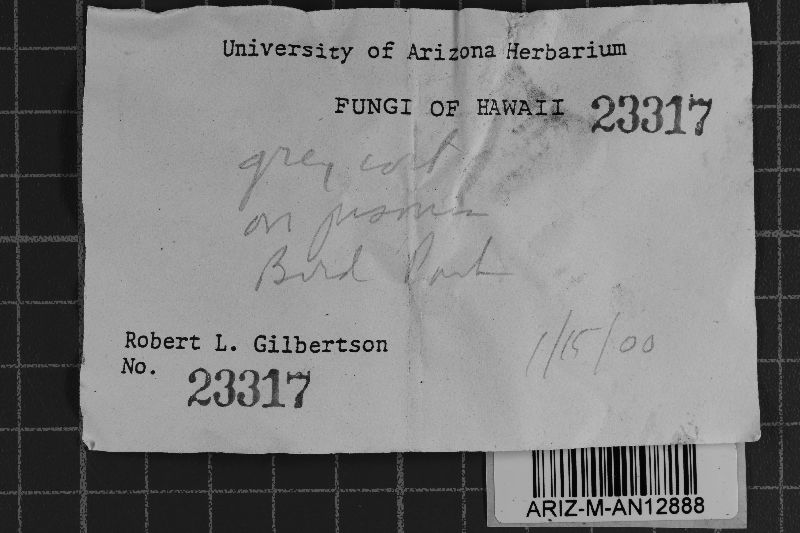 University of Arizona Herbarium
FUNGI OF HAWAII 23317
grey cort
on pisonia
Bird Park
Robert L. Gilbertson
1/15/00
No. 23317
ARIZ-M-AN12888